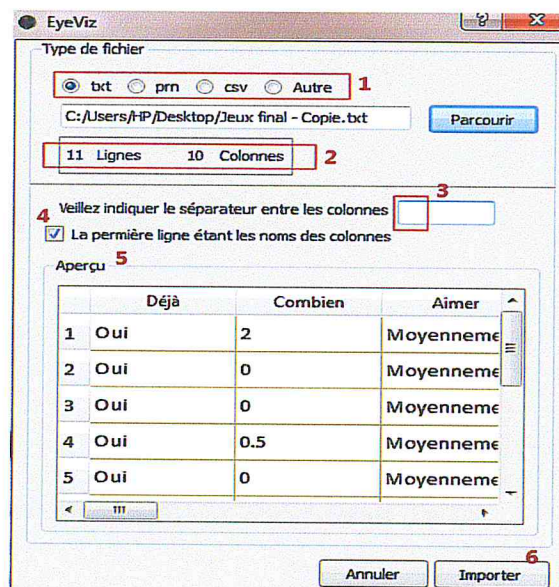 EyeViz
Type de fichier
txt prn csv Autre 1
C:/Users/HP/Desktop/Jeux final - Copie.txt Parcourir
11 Lignes 10 Colonnes 2
3
Veillez indiquer le séparateur entre les colonnes
4
La permière ligne étant les noms des colonnes
Aperçu 5
Déjà Combien Aimer
1 Oui 2 Moyenneme
2 Oui 0 Moyenneme
3 Oui 0 Moyenneme
4 Oui 0.5 Moyenneme
5 Oui 0 Moyenneme
6
Annuler Importer